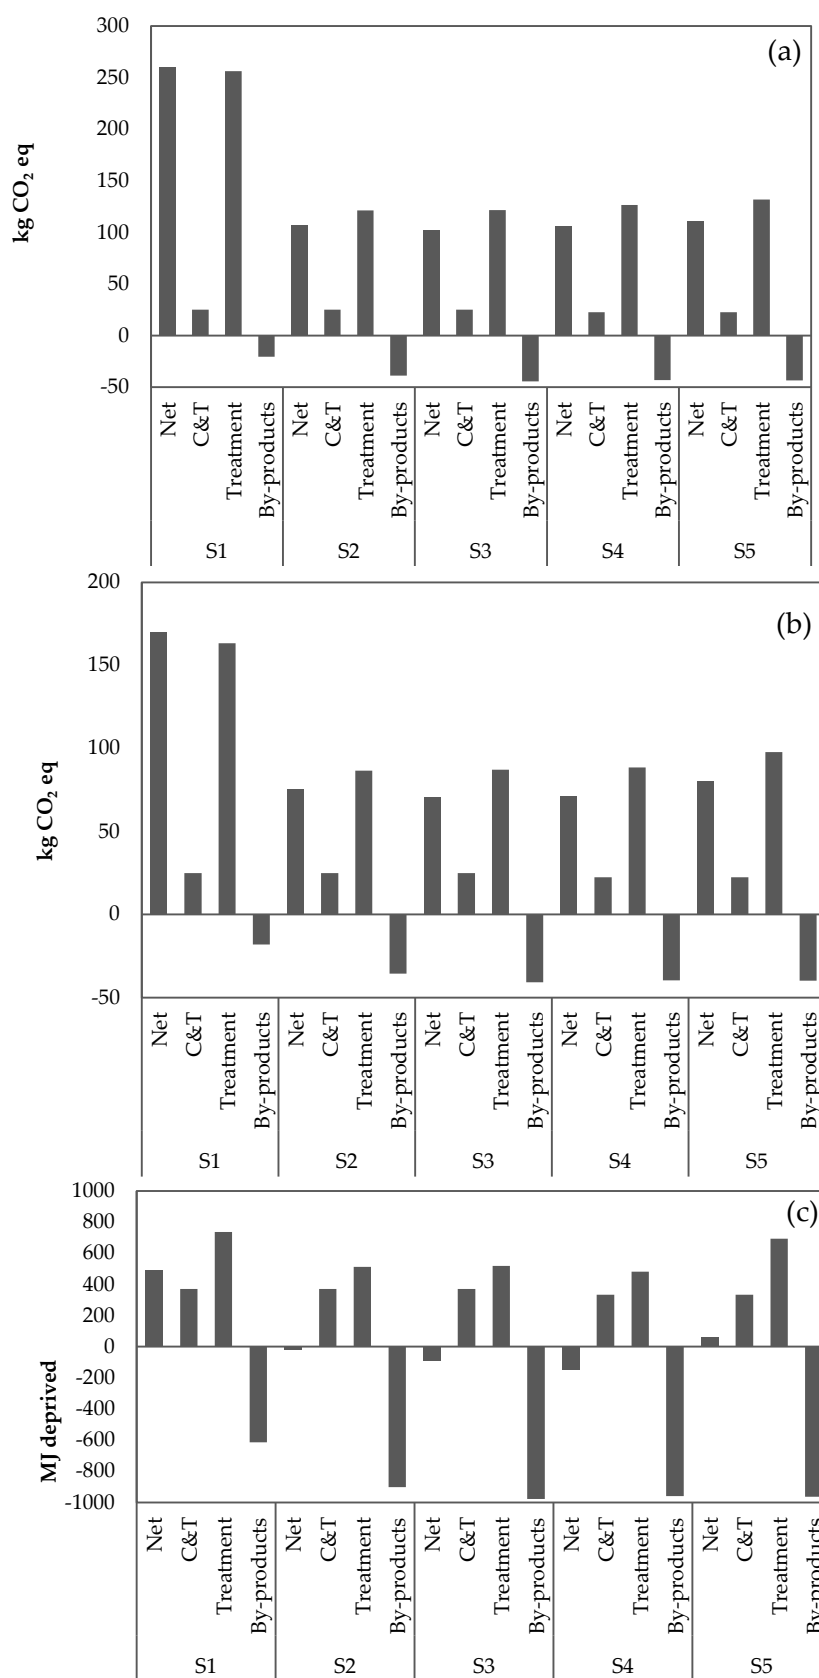 (a)
300
250
200
150
100
50
0
-50
kg CO₂ eq
Net C&T Treatment By-products Net C&T Treatment By-products Net C&T Treatment By-products Net C&T Treatment By-products Net C&T Treatment By-products
S1 S2 S3 S4 S5
(b)
200
150
100
50
0
-50
kg CO₂ eq
Net C&T Treatment By-products Net C&T Treatment By-products Net C&T Treatment By-products Net C&T Treatment By-products Net C&T Treatment By-products
S1 S2 S3 S4 S5
(c)
1000
800
600
400
200
0
-200
-400
-600
-800
-1000
MJ deprived
Net C&T Treatment By-products Net C&T Treatment By-products Net C&T Treatment By-products Net C&T Treatment By-products Net C&T Treatment By-products
S1 S2 S3 S4 S5